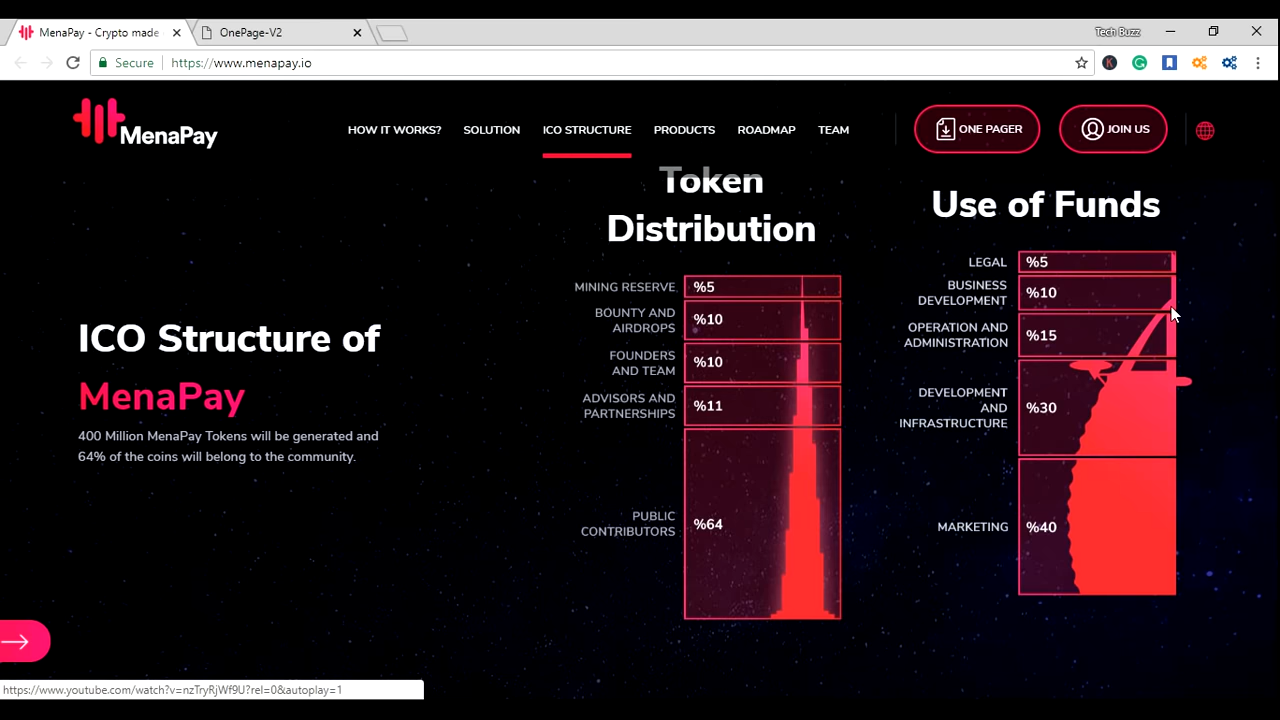 MenaPay - Crypto made
OnePage-V2
Tech Buzz
Secure
https://www.menapay.io
MenaPay
HOW IT WORKS?
SOLUTION
ICO STRUCTURE
PRODUCTS
ROADMAP
TEAM
ONE PAGER
JOIN US
ICO Structure of
MenaPay
400 Million MenaPay Tokens will be generated and
64% of the coins will belong to the community.
Token
Distribution
MINING RESERVE
%5
BOUNTY AND
AIRDROPS
%10
FOUNDERS
AND TEAM
%10
ADVISORS AND
PARTNERSHIPS
%11
PUBLIC
CONTRIBUTORS
%64
Use of Funds
LEGAL
%5
BUSINESS
DEVELOPMENT
%10
OPERATION AND
ADMINISTRATION
%15
DEVELOPMENT
AND
INFRASTRUCTURE
%30
MARKETING
%40
https://www.youtube.com/watch?v=nzTryRjWf9U?rel=0&autoplay=1